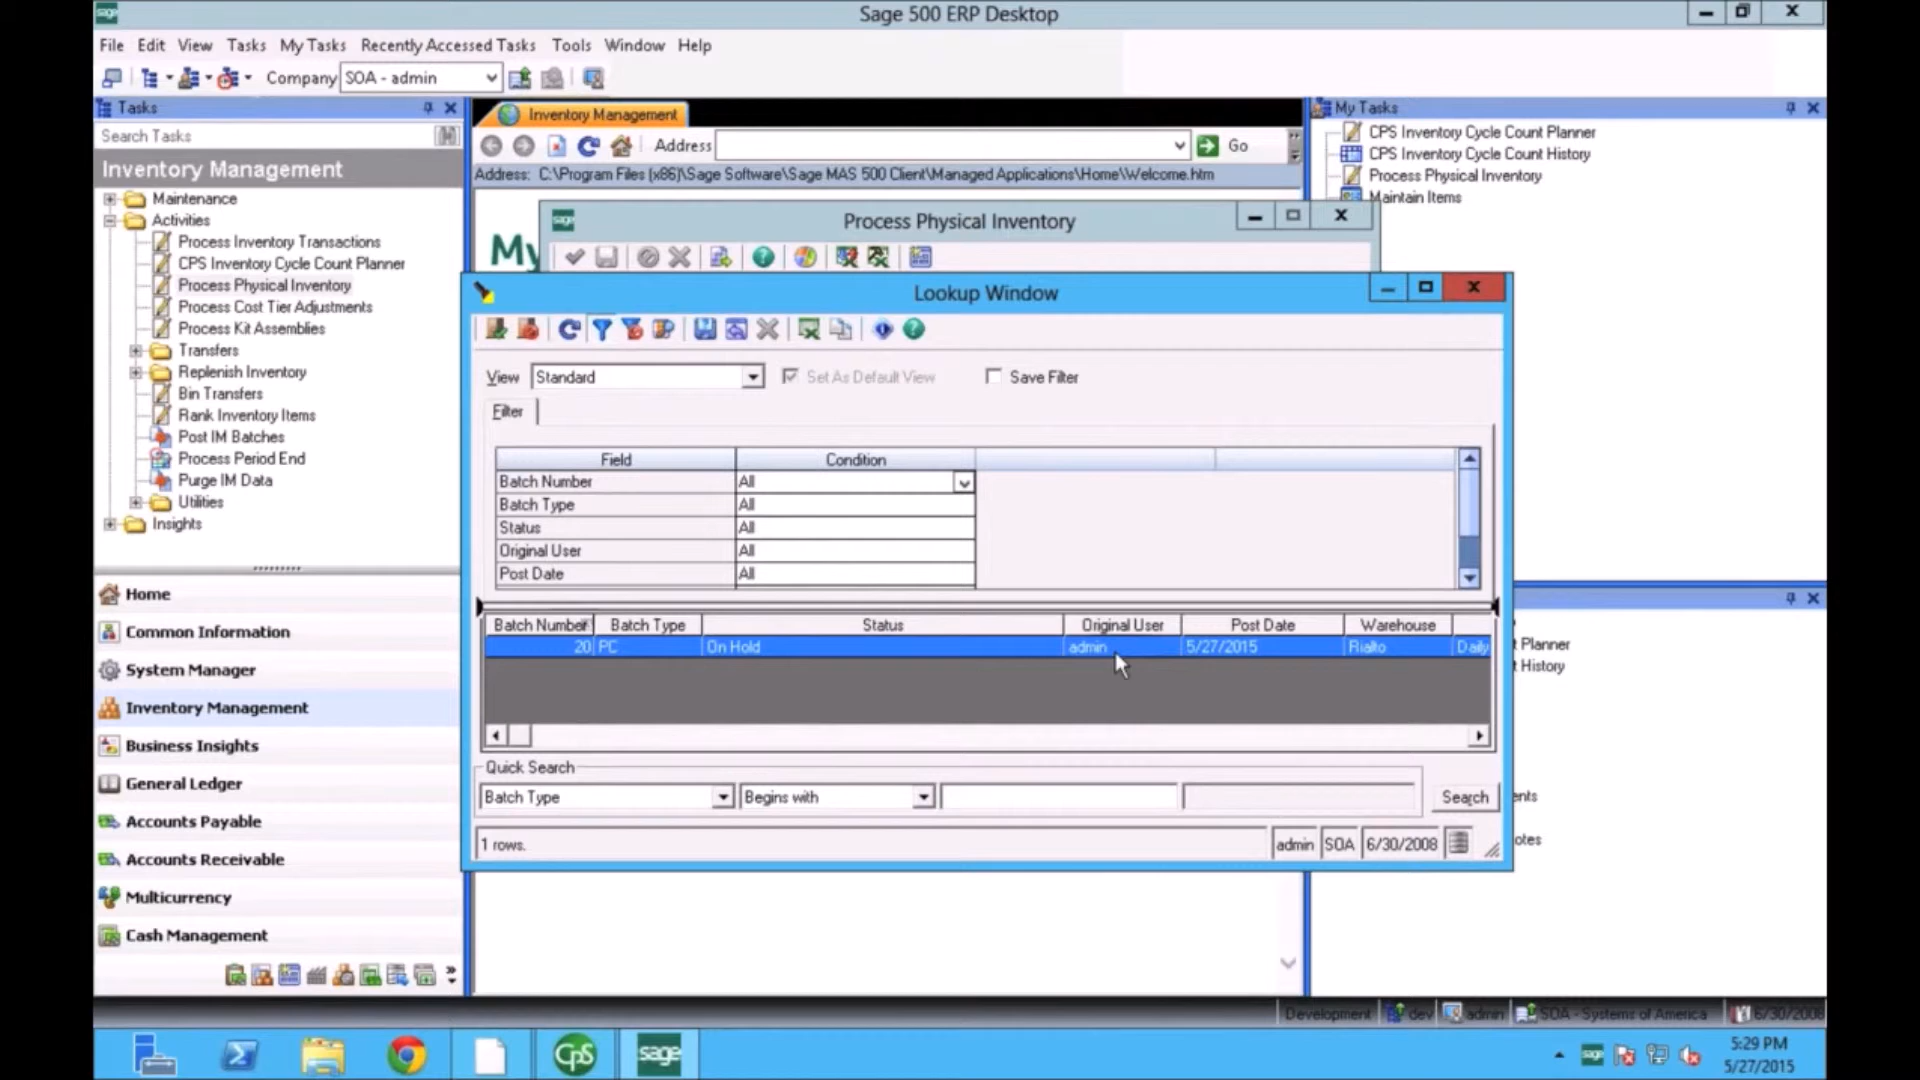 sage
Sage 500 ERP Desktop
File Edit View Tasks My Tasks Recently Accessed Tasks Tools Window Help
Company SOA - admin
Tasks
Search Tasks
Inventory Management
Maintenance
Activities
Process Inventory Transactions
CPS Inventory Cycle Count Planner
Process Physical Inventory
Process Cost Tier Adjustments
Process Kit Assemblies
Transfers
Replenish Inventory
Bin Transfers
Rank Inventory Items
Post IM Batches
Process Period End
Purge IM Data
Utilities
Insights
Home
Common Information
System Manager
Inventory Management
Business Insights
General Ledger
Accounts Payable
Accounts Receivable
Multicurrency
Cash Management
Inventory Management
Address Go
Address: C:\Program Files (x86)\Sage Software\Sage MAS 500 Client\Managed Applications\Home\Welcome.htm
My
sage
Process Physical Inventory
Lookup Window
View Standard Set As Default View Save Filter
Filter
Field Condition
Batch Number All
Batch Type All
Status All
Original User All
Post Date All
Batch Number Batch Type Status Original User Post Date Warehouse
20 PC On Hold admin 5/27/2015 Rialto Daily
Quick Search
Batch Type Begins with Search
1 rows. admin SOA 6/30/2008
My Tasks
CPS Inventory Cycle Count Planner
CPS Inventory Cycle Count History
Process Physical Inventory
Maintain Items
t Planner
t History
ents
otes
Development dev admin SOA - Systems of America 6/30/2008
CPS
sage
sage
5:29 PM
5/27/2015